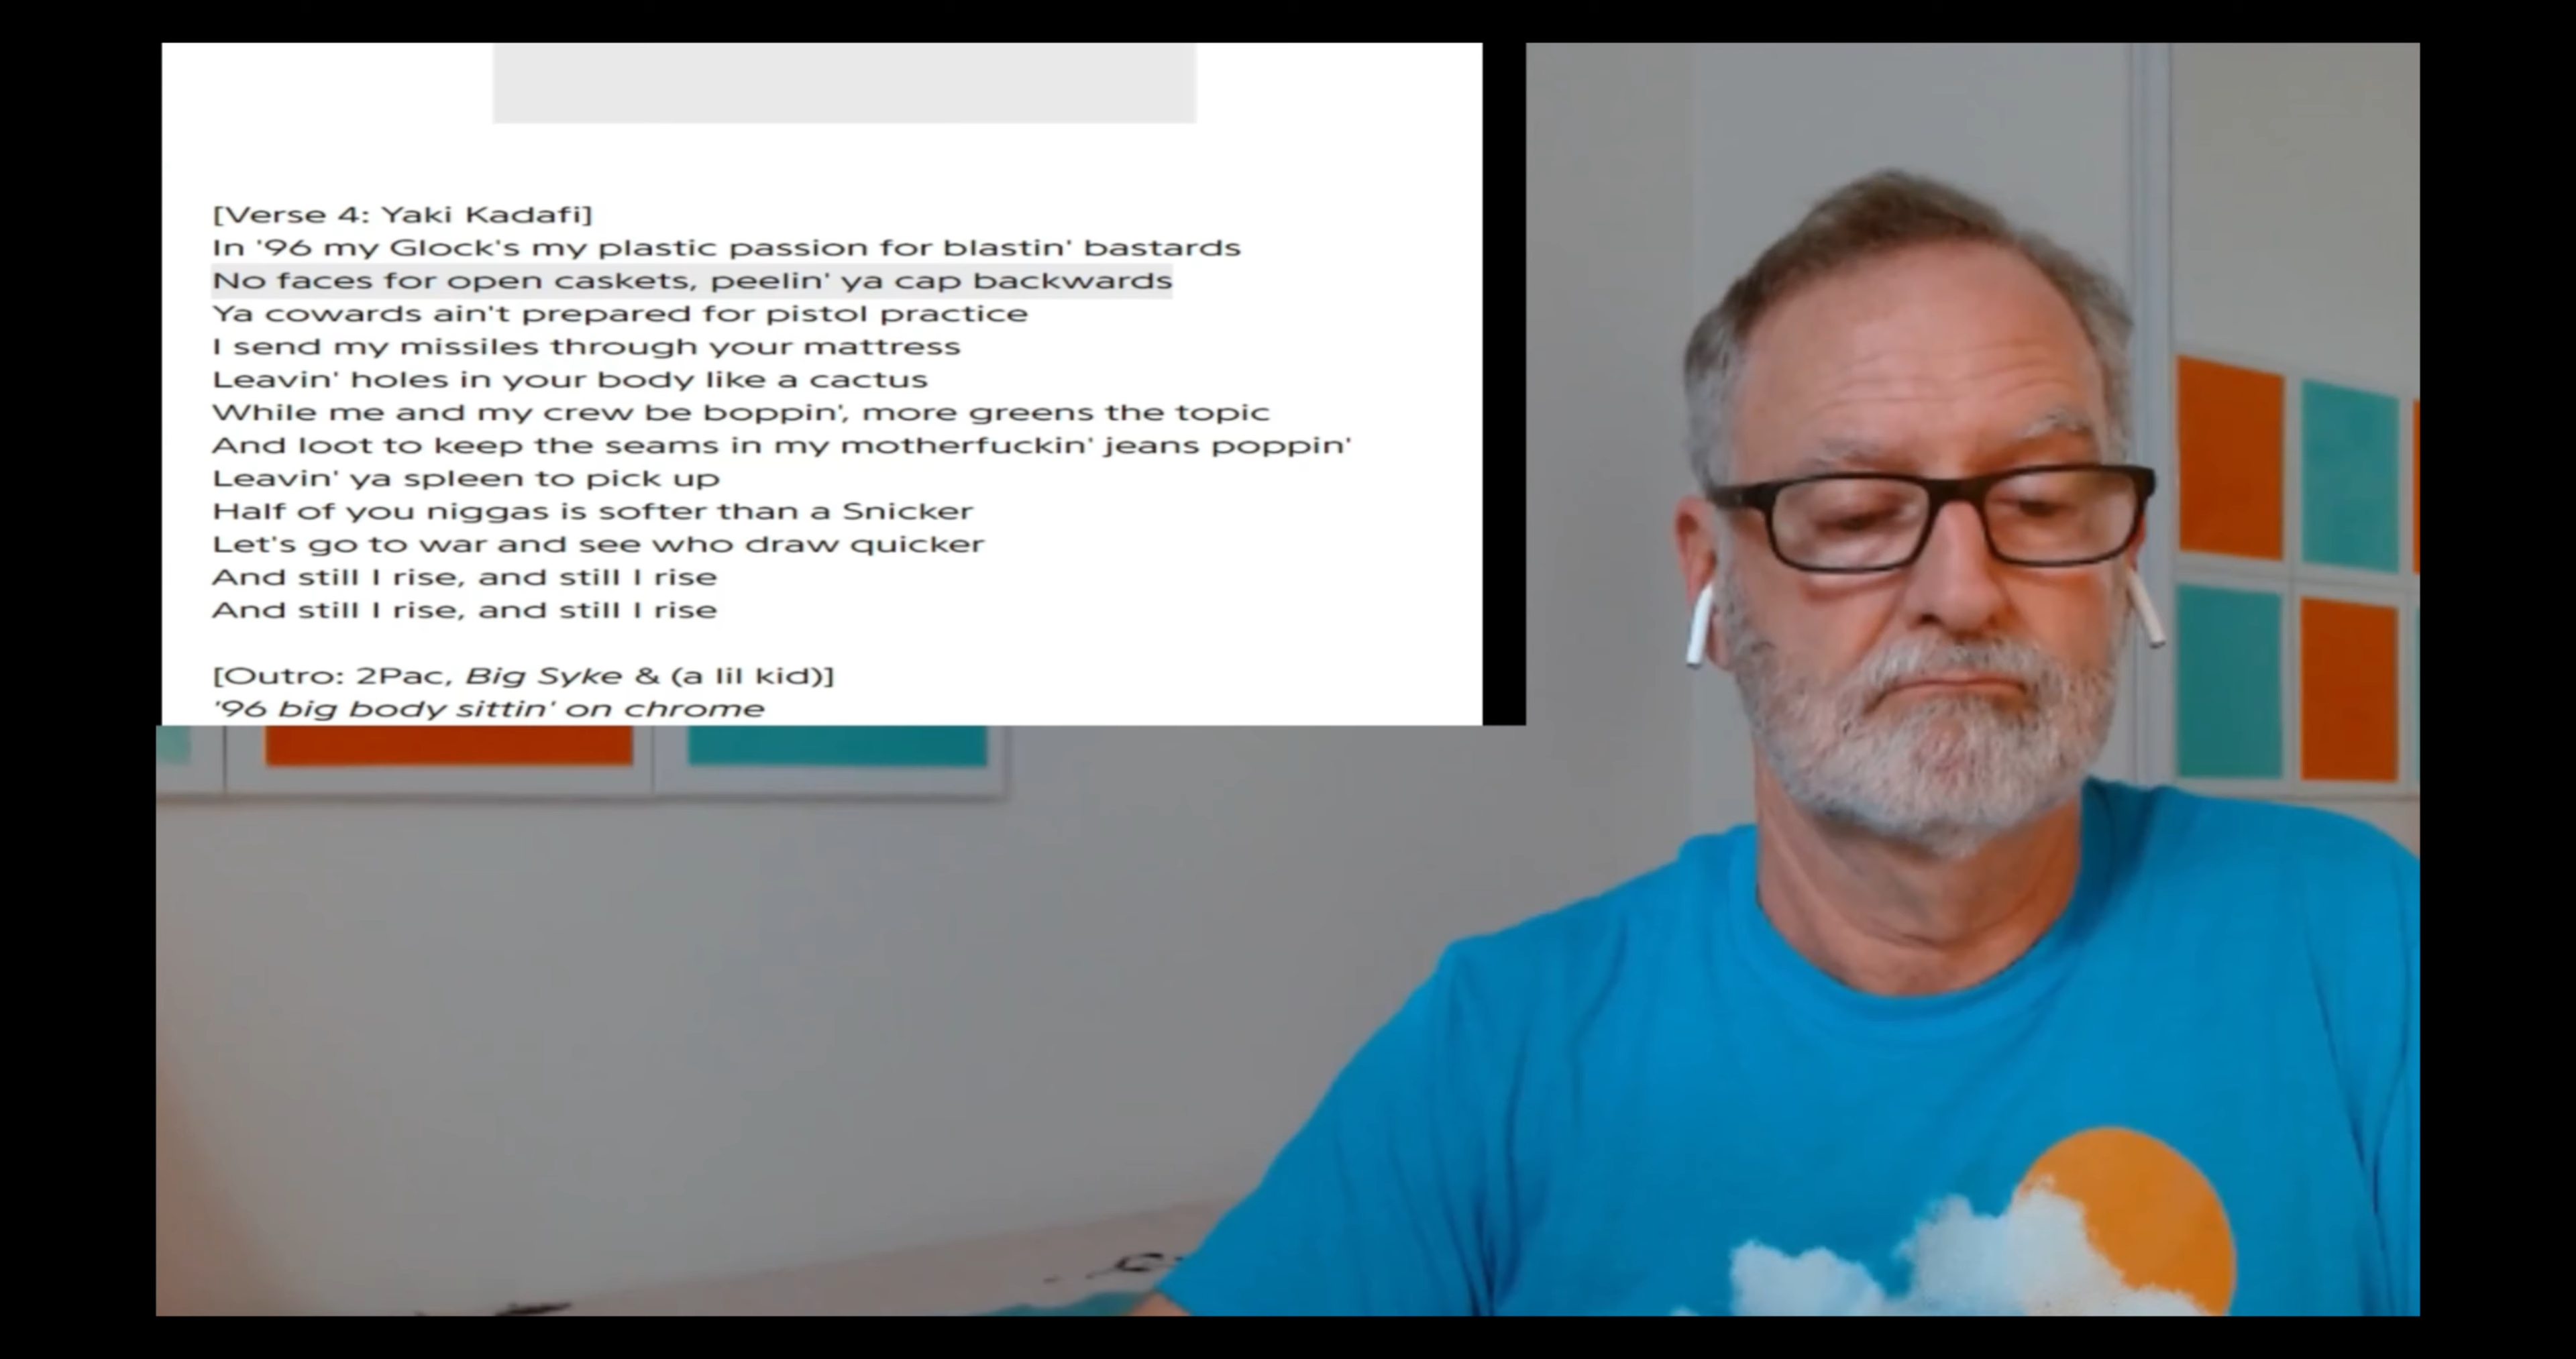 [Verse 4: Yaki Kadafi]
In '96 my Glock's my plastic passion for blastin' bastards
No faces for open caskets, peelin' ya cap backwards
Ya cowards ain't prepared for pistol practice
I send my missiles through your mattress
Leavin' holes in your body like a cactus
While me and my crew be boppin', more greens the topic
And loot to keep the seams in my motherfuckin' jeans poppin'
Leavin' ya spleen to pick up
Half of you niggas is softer than a Snicker
Let's go to war and see who draw quicker
And still I rise, and still I rise
And still I rise, and still I rise
[Outro: 2Pac, Big Syke & (a lil kid)]
'96 big body sittin' on chrome